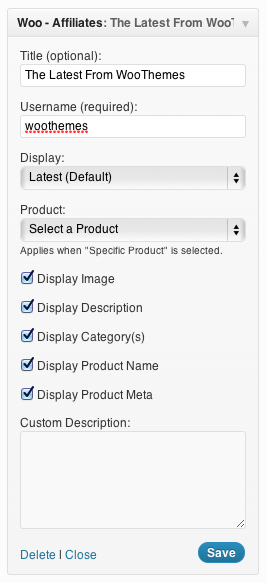 Woo - Affiliates: The Latest From Woo
Title (optional):
The Latest From WooThemes
Username (required):
woothemes
Display:
Latest (Default)
Product:
Select a Product
Applies when "Specific Product" is selected.
Display Image
Display Description
Display Category(s)
Display Product Name
Display Product Meta
Custom Description:
Delete | Close
Save